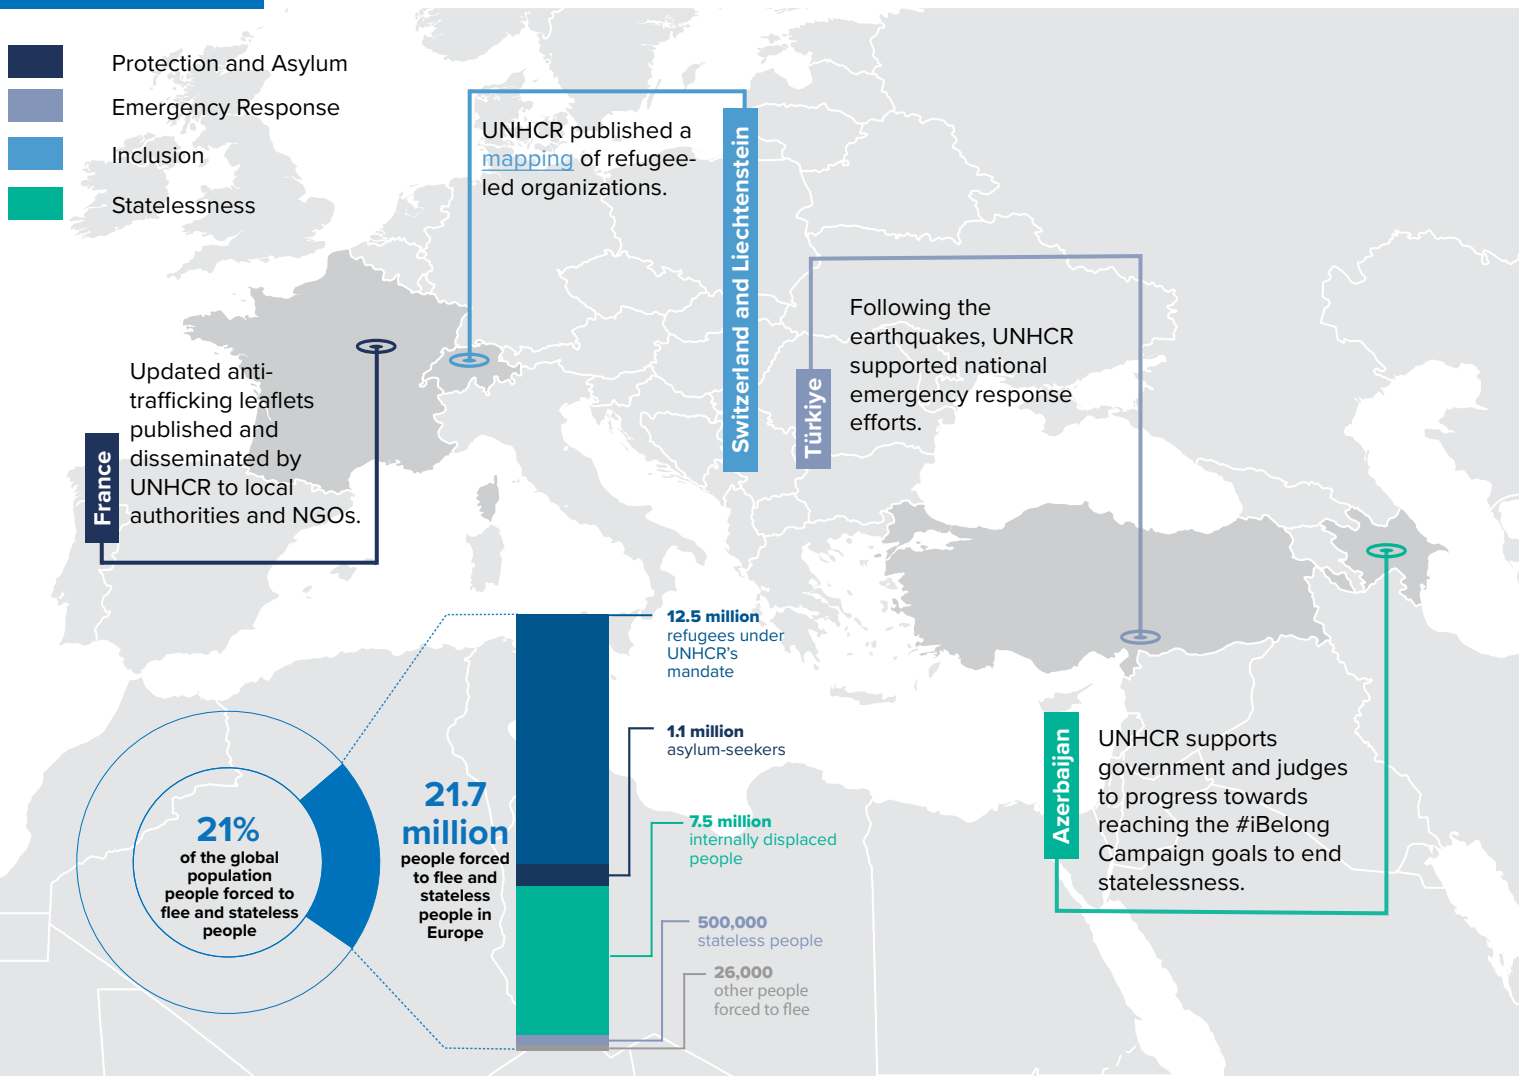 Protection and Asylum
Emergency Response
Inclusion
Statelessness
UNHCR published a
mapping of refugee-
led organizations.
Switzerland and Liechtenstein
Following the
earthquakes, UNHCR
supported national
emergency response
efforts.
Türkiye
Updated anti-
trafficking leaflets
published and
disseminated by
UNHCR to local
authorities and NGOs.
France
12.5 million
refugees under
UNHCR's
mandate
1.1 million
asylum-seekers
7.5 million
internally displaced
people
500,000
stateless people
26,000
other people
forced to flee
21.7
million
people forced
to flee and
stateless
people in
Europe
21%
of the global
population
people forced to
flee and stateless
people
Azerbaijan
UNHCR supports
government and judges
to progress towards
reaching the #iBelong
Campaign goals to end
statelessness.